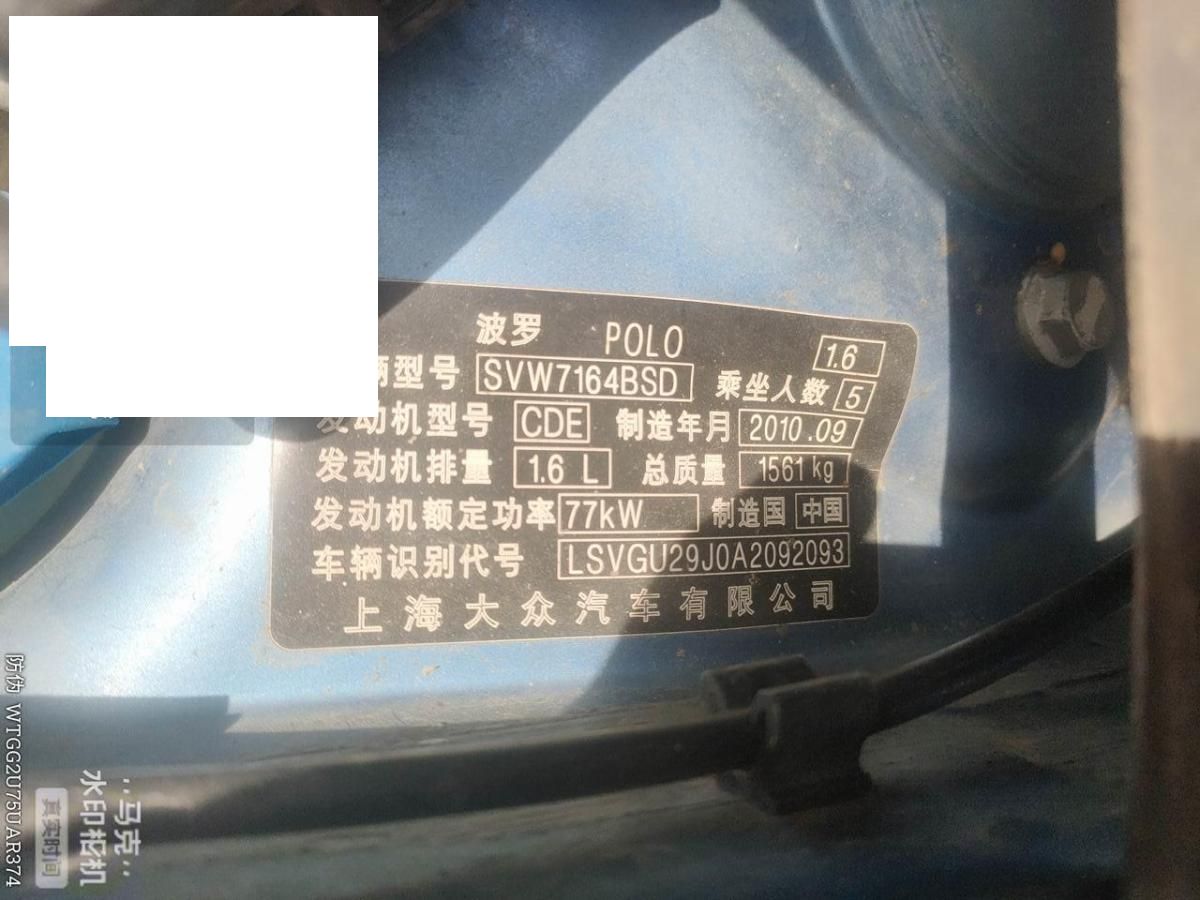 波罗 POLO 1.6
辆型号 SVW7164BSD 乘坐人数 5
发动机型号 CDE 制造年月 2010.09
发动机排量 1.6 L 总质量 1561 kg
发动机额定功率 77kW 制造国 中国
车辆识别代号 LSVGU29J0A2092093
上海大众汽车有限公司
"马克"
水印相机
真实时间
防伪 WTGG2U75UAR374